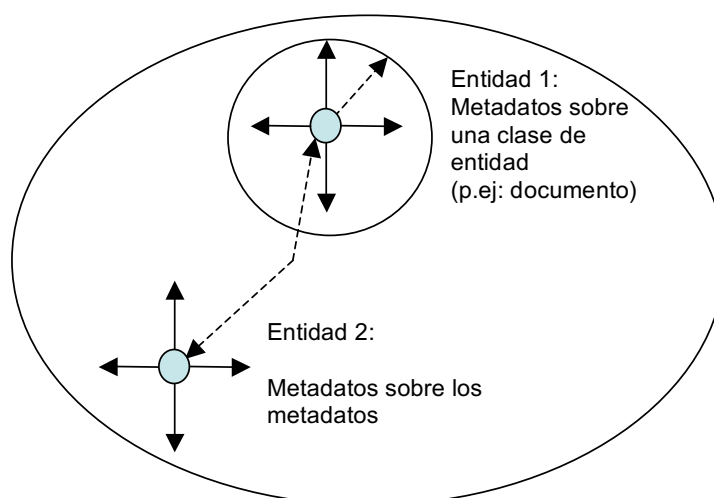 Entidad 1:
Metadatos sobre
una clase de
entidad
(p.ej: documento)
Entidad 2:
Metadatos sobre los
metadatos